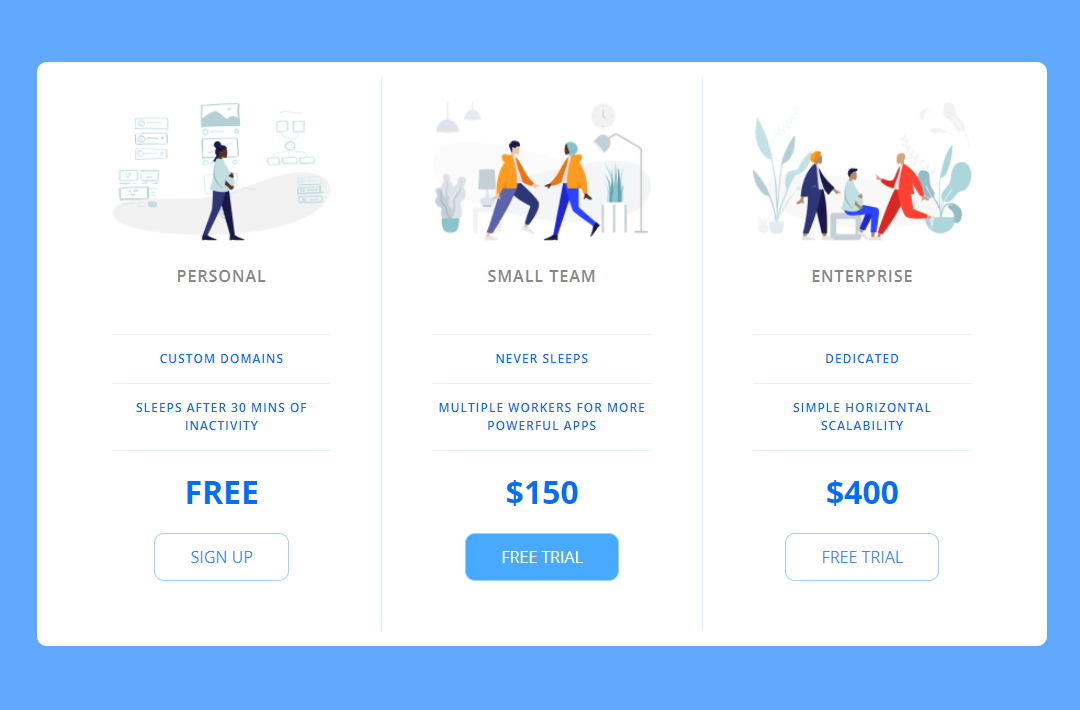 PERSONAL
CUSTOM DOMAINS
SLEEPS AFTER 30 MINS OF
INACTIVITY
FREE
SIGN UP
SMALL TEAM
NEVER SLEEPS
MULTIPLE WORKERS FOR MORE
POWERFUL APPS
$150
FREE TRIAL
ENTERPRISE
DEDICATED
SIMPLE HORIZONTAL
SCALABILITY
$400
FREE TRIAL